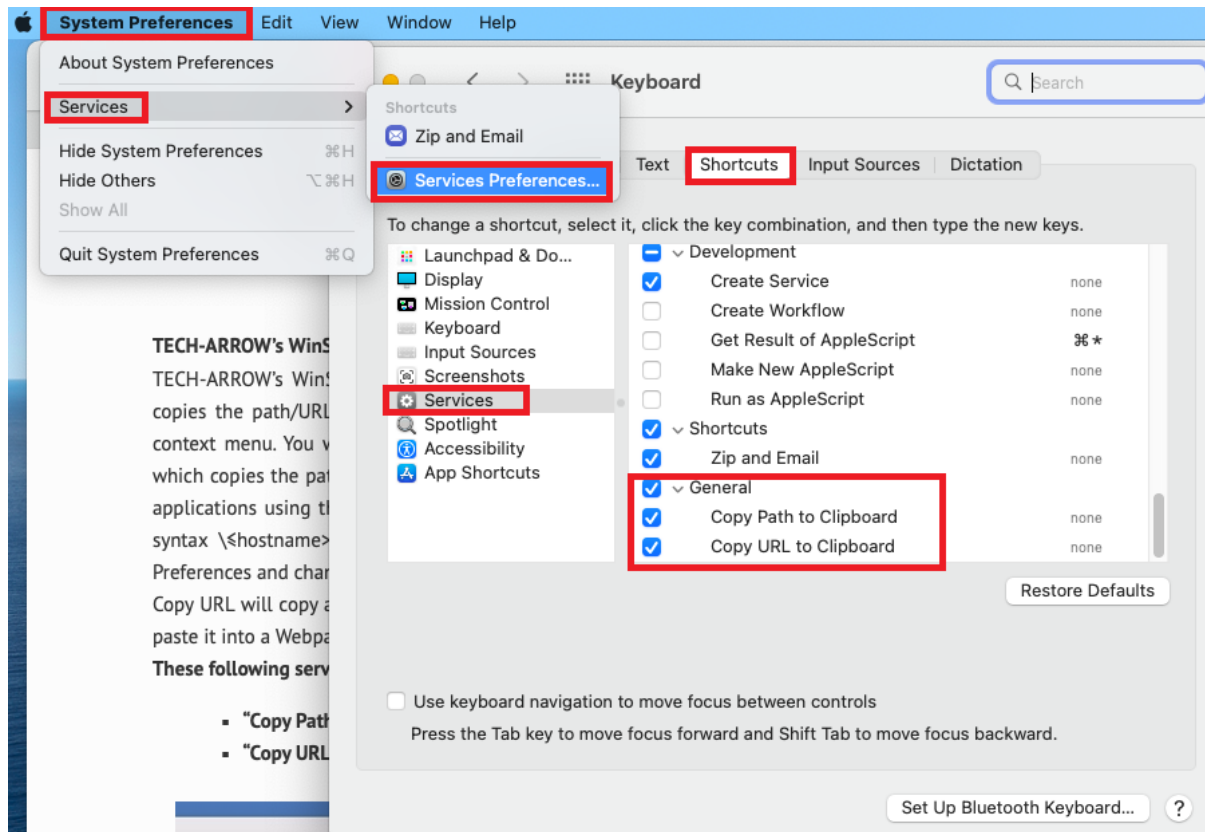 System Preferences Edit View Window Help
About System Preferences
Services
Hide System Preferences ⌘H
Hide Others ⌥⌘H
Show All
Quit System Preferences ⌘Q
Shortcuts
Zip and Email
Services Preferences...
Keyboard
Search
Text Shortcuts Input Sources Dictation
To change a shortcut, select it, click the key combination, and then type the new keys.
Launchpad & Do...
Display
Mission Control
Keyboard
Input Sources
Screenshots
Services
Spotlight
Accessibility
App Shortcuts
Development
Create Service none
Create Workflow none
Get Result of AppleScript ⌘*
Make New AppleScript none
Run as AppleScript none
Shortcuts
Zip and Email none
General
Copy Path to Clipboard none
Copy URL to Clipboard none
Restore Defaults
Use keyboard navigation to move focus between controls
Press the Tab key to move focus forward and Shift Tab to move focus backward.
Set Up Bluetooth Keyboard... ?
TECH-ARROW's
TECH-ARROW's
copies the path/URL
context menu. You
which copies the
applications using
syntax \<hostname>
Preferences and
Copy URL will copy
paste it into a
These following
▪ “Copy Path
▪ “Copy URL